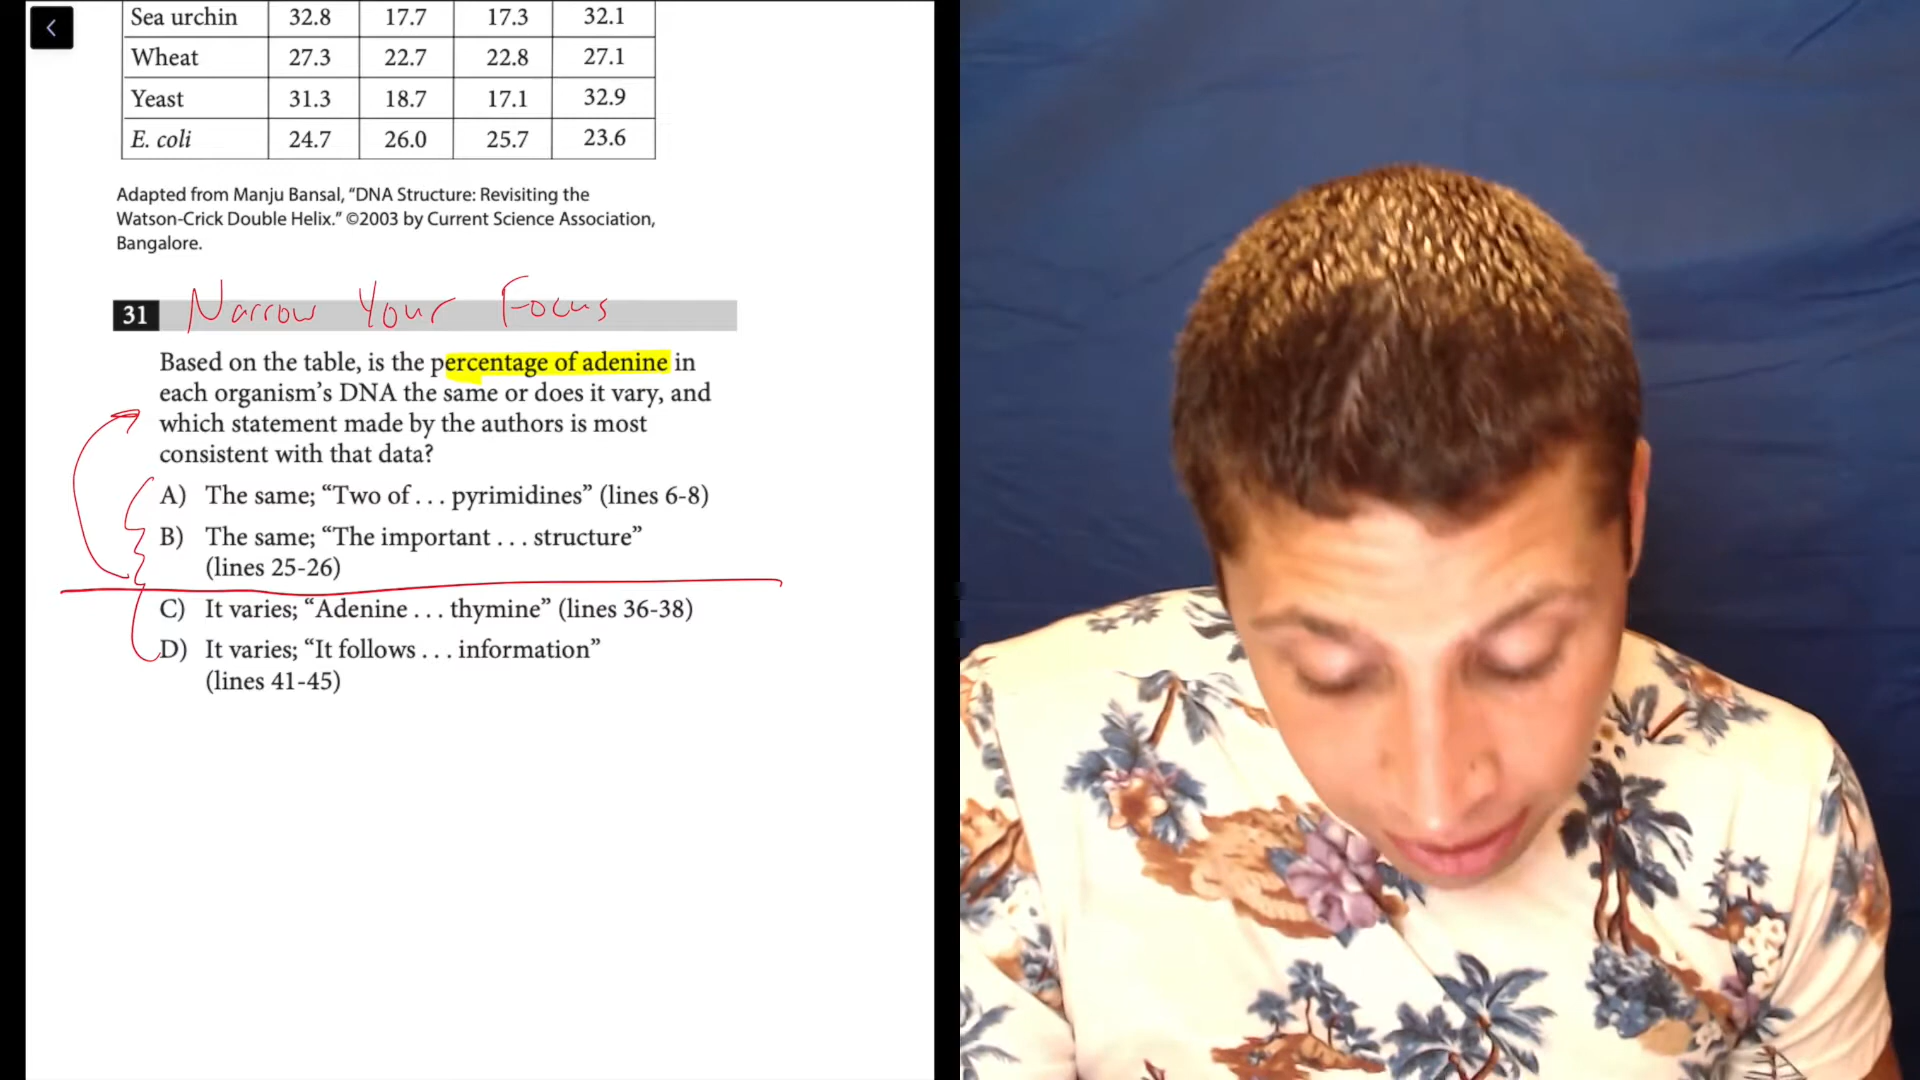 Sea urchin 32.8 17.7 17.3 32.1
Wheat 27.3 22.7 22.8 27.1
Yeast 31.3 18.7 17.1 32.9
E. coli 24.7 26.0 25.7 23.6
Adapted from Manju Bansal, “DNA Structure: Revisiting the
Watson-Crick Double Helix.” ©2003 by Current Science Association,
Bangalore.
31 Narrow Your Focus
Based on the table, is the percentage of adenine in
each organism’s DNA the same or does it vary, and
which statement made by the authors is most
consistent with that data?
A) The same; “Two of . . . pyrimidines” (lines 6-8)
B) The same; “The important . . . structure”
(lines 25-26)
C) It varies; “Adenine . . . thymine” (lines 36-38)
D) It varies; “It follows . . . information”
(lines 41-45)